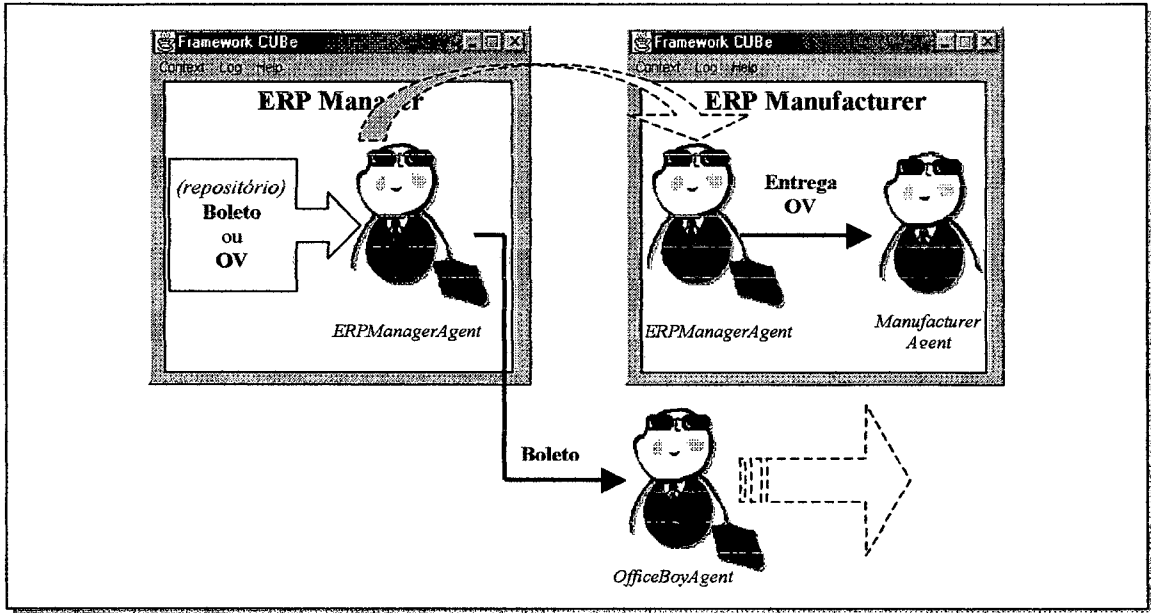 Framework CUBe
Context Log Help
ERP Manager
(repositório)
Boleto
ou
OV
ERPManagerAgent
Framework CUBe
Context Log Help
ERP Manufacturer
Entrega
OV
ERPManagerAgent
Manufacturer
Agent
Boleto
OfficeBoyAgent